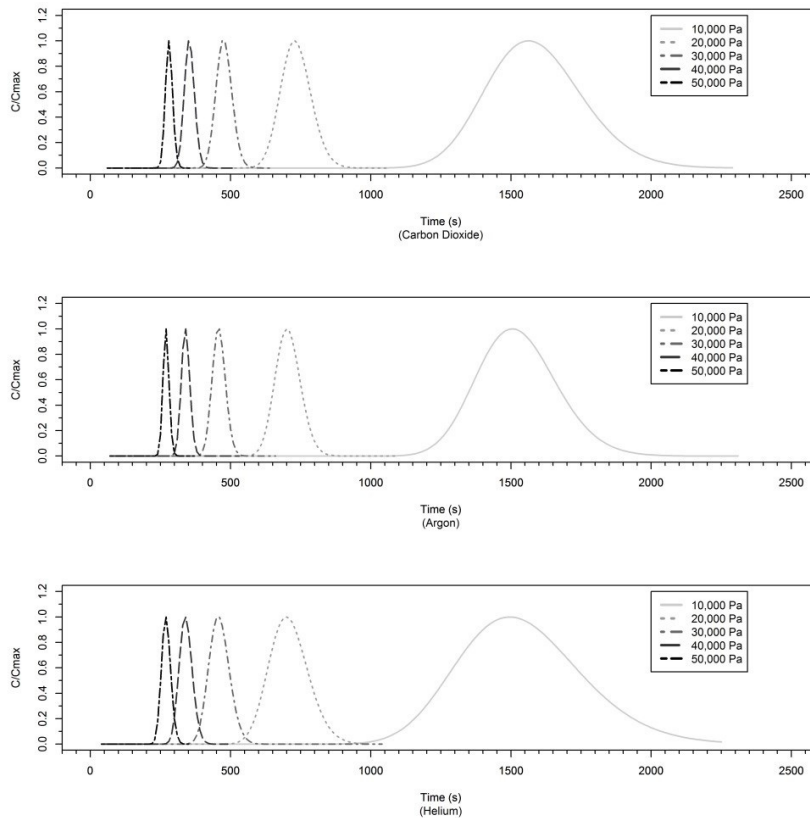 1.2
1.0
0.8
0.6
0.4
0.2
0.0
C/Cmax
10,000 Pa
20,000 Pa
30,000 Pa
40,000 Pa
50,000 Pa
0 500 1000 1500 2000 2500
Time (s)
(Carbon Dioxide)
1.2
1.0
0.8
0.6
0.4
0.2
0.0
C/Cmax
10,000 Pa
20,000 Pa
30,000 Pa
40,000 Pa
50,000 Pa
0 500 1000 1500 2000 2500
Time (s)
(Argon)
1.2
1.0
0.8
0.6
0.4
0.2
0.0
C/Cmax
10,000 Pa
20,000 Pa
30,000 Pa
40,000 Pa
50,000 Pa
0 500 1000 1500 2000 2500
Time (s)
(Helium)